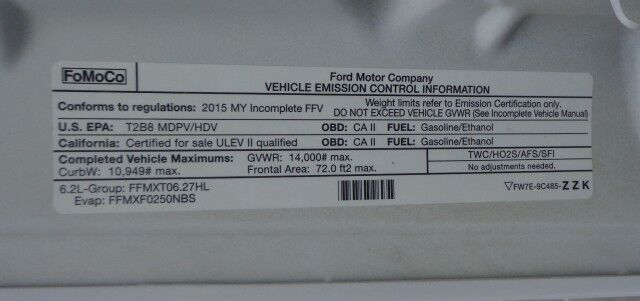 FoMoCo
Ford Motor Company
VEHICLE EMISSION CONTROL INFORMATION
Conforms to regulations: 2015 MY Incomplete FFV
Weight limits refer to Emission Certification only.
DO NOT EXCEED VEHICLE GVWR (See Incomplete Vehicle Manual)
U.S. EPA: T2B8 MDPV/HDV OBD: CA II FUEL: Gasoline/Ethanol
California: Certified for sale ULEV II qualified OBD: CA II FUEL: Gasoline/Ethanol
Completed Vehicle Maximums: GVWR: 14,000# max.
CurbW: 10,949# max. Frontal Area: 72.0 ft2 max.
TWC/HO2S/AFS/SFI
No adjustments needed.
6.2L-Group: FFMXT06.27HL
Evap: FFMXF0250NBS
▽FW7E-9C485-ZZK